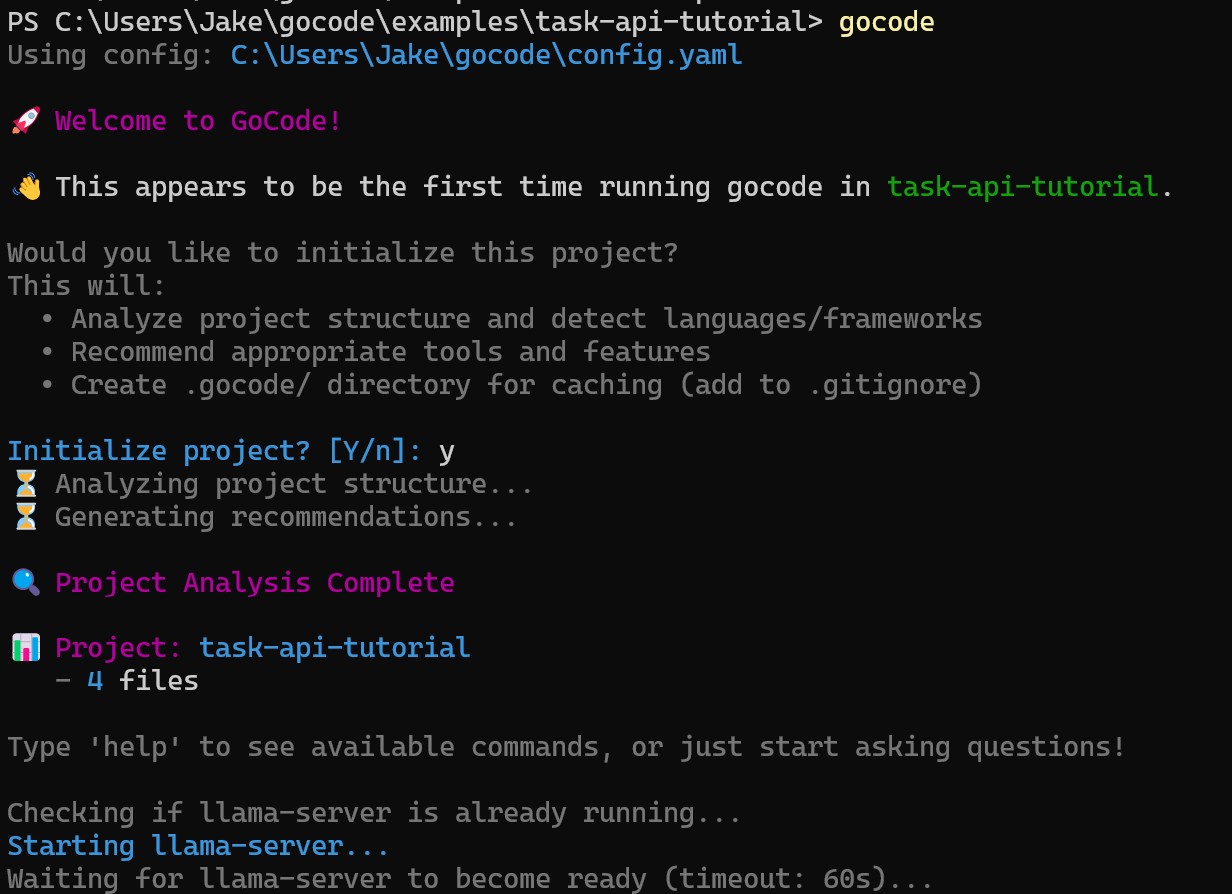 PS C:\Users\Jake\gocode\examples\task-api-tutorial> gocode
Using config: C:\Users\Jake\gocode\config.yaml
🚀 Welcome to GoCode!
👋 This appears to be the first time running gocode in task-api-tutorial.
Would you like to initialize this project?
This will:
• Analyze project structure and detect languages/frameworks
• Recommend appropriate tools and features
• Create .gocode/ directory for caching (add to .gitignore)
Initialize project? [Y/n]: y
⏳ Analyzing project structure...
⏳ Generating recommendations...
🔍 Project Analysis Complete
📊 Project: task-api-tutorial
- 4 files
Type 'help' to see available commands, or just start asking questions!
Checking if llama-server is already running...
Starting llama-server...
Waiting for llama-server to become ready (timeout: 60s)...